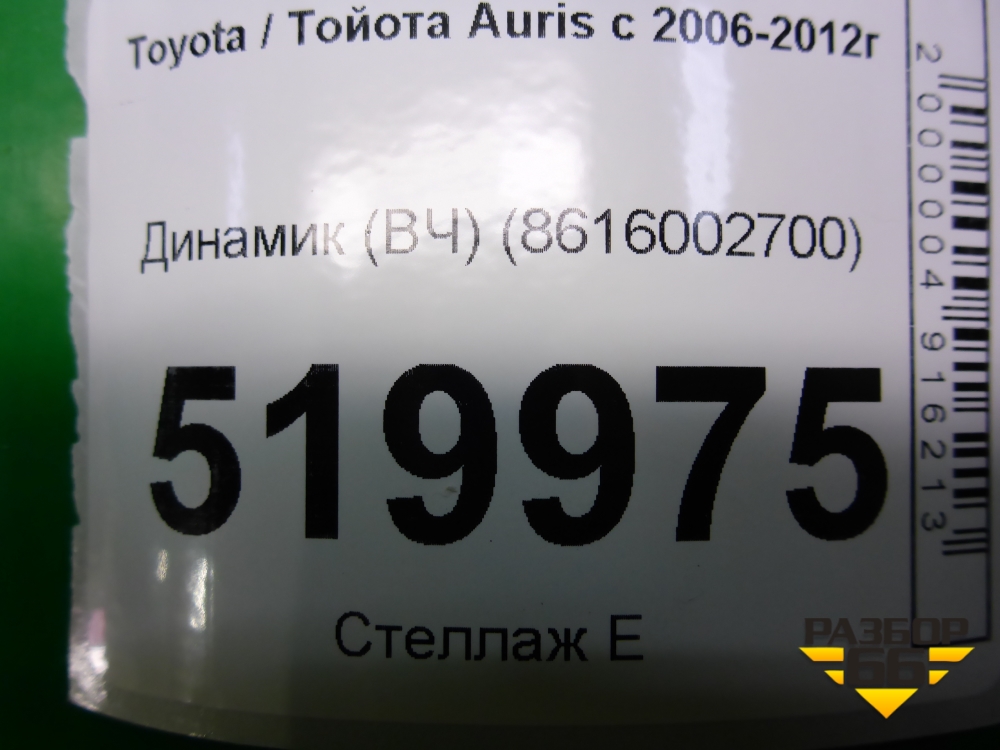 Toyota / Тойота Auris с 2006-2012г
Динамик (ВЧ) (8616002700)
519975
Стеллаж Е
2000004916213
РАЗБОР
66